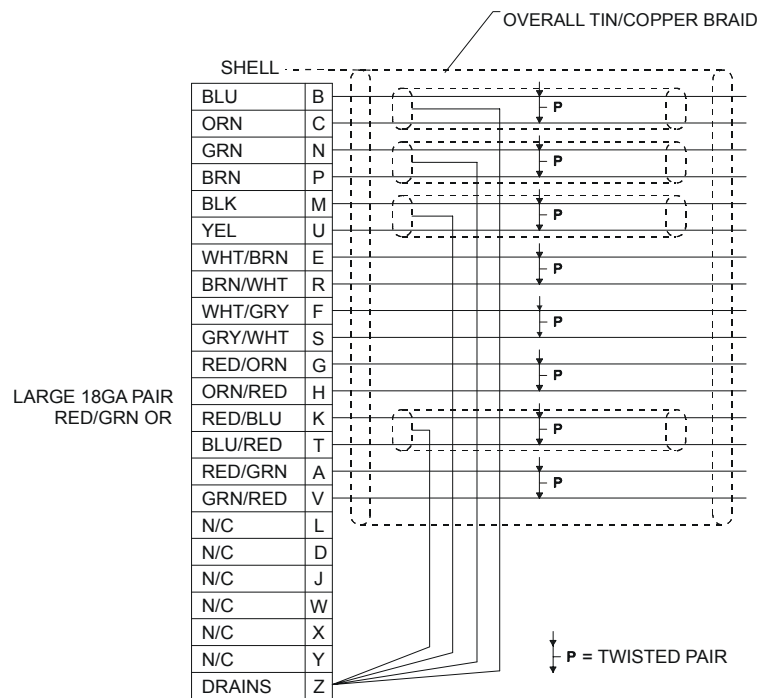 OVERALL TIN/COPPER BRAID
SHELL
BLU B
P
ORN C
GRN N
P
BRN P
BLK M
P
YEL U
WHT/BRN E
P
BRN/WHT R
WHT/GRY F
P
GRY/WHT S
RED/ORN G
P
ORN/RED H
LARGE 18GA PAIR
RED/GRN OR
RED/BLU K
P
BLU/RED T
RED/GRN A
P
GRN/RED V
N/C L
N/C D
N/C J
N/C W
N/C X
N/C Y
P = TWISTED PAIR
DRAINS Z